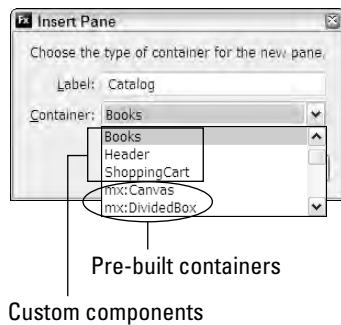 Fx Insert Pane
Choose the type of container for the new pane.
Label: Catalog
Container: Books
Books
Header
ShoppingCart
mx:Canvas
mx:DividedBox
Pre-built containers
Custom components